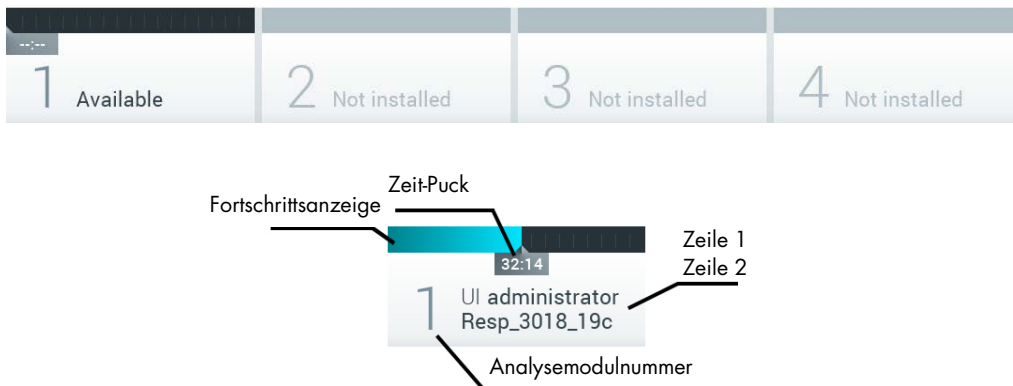 --:--
1 Available
2 Not installed
3 Not installed
4 Not installed
Zeit-Puck
Fortschrittsanzeige
Zeile 1
Zeile 2
32:14
1 UI administrator
Resp_3018_19c
Analysemodulnummer